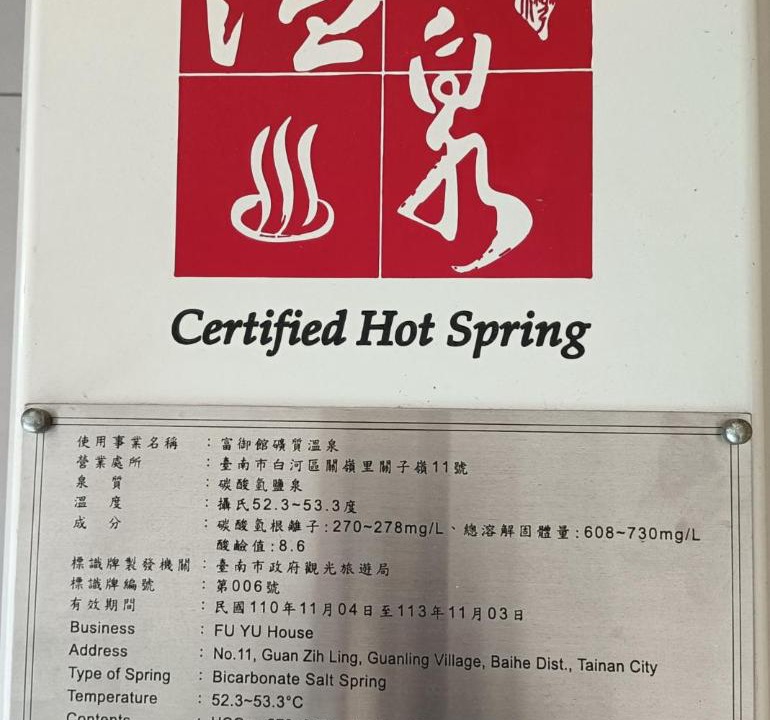 溫泉
Certified Hot Spring
使用事業名稱 : 富御館礦質溫泉
營業處所 : 臺南市白河區關嶺里關子嶺11號
泉質 : 碳酸氫鹽泉
溫度 : 攝氏52.3~53.3度
成分 : 碳酸氫根離子:270~278mg/L、總溶解固體量:608~730mg/L
酸鹼值:8.6
標識牌製發機關 : 臺南市政府觀光旅遊局
標識牌編號 : 第006號
有效期間 : 民國110年11月04日至113年11月03日
Business : FU YU House
Address : No.11, Guan Zih Ling, Guanling Village, Baihe Dist., Tainan City
Type of Spring : Bicarbonate Salt Spring
Temperature : 52.3~53.3°C
Contents :